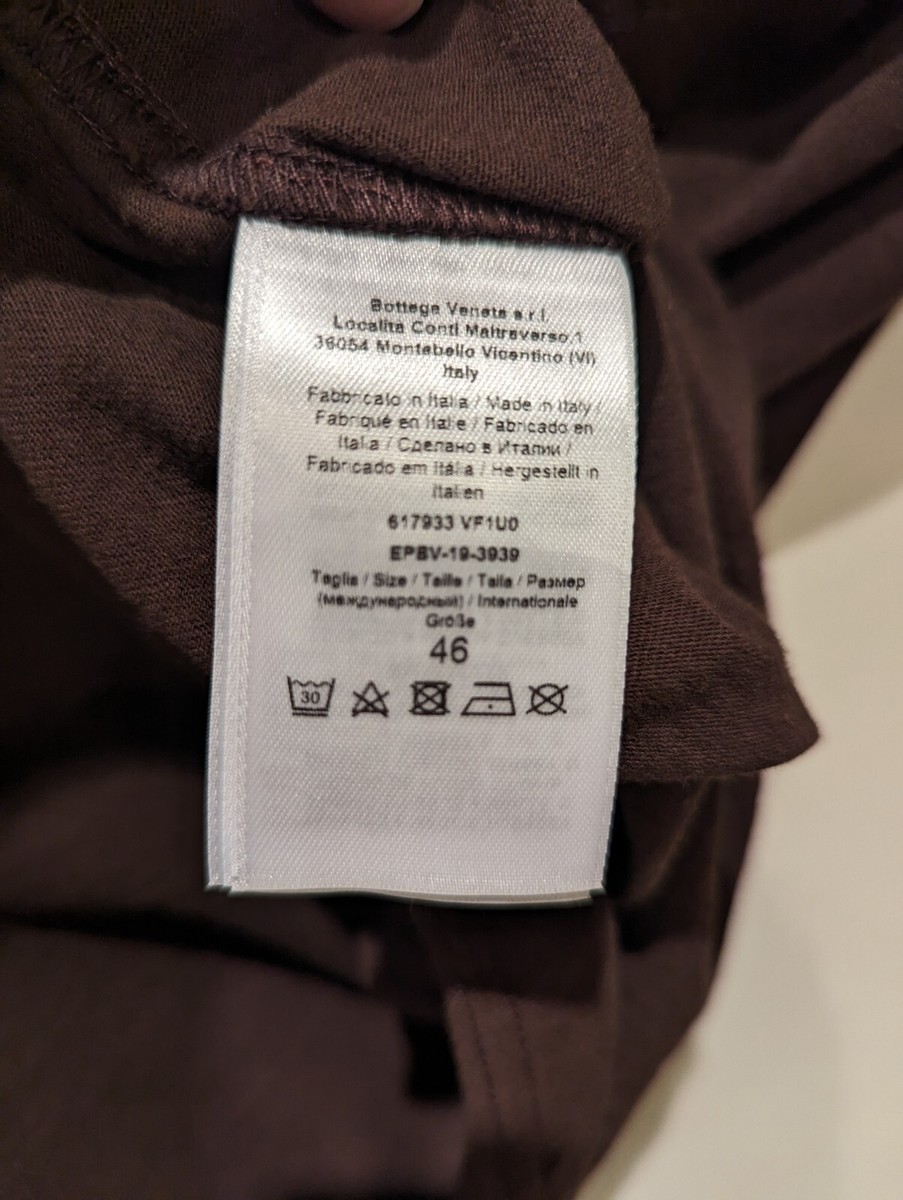 Bottega Veneta s.r.l.
Località Conti Maltraverso,1
36054 Montebello Vicentino (VI)
Italy
Fabbricato in Italia / Made in Italy /
Fabriqué en Italie / Fabricado en
Italia / Сделано в Италии /
Fabricado em Itália / Hergestellt in
Italien
617933 VF1U0
EPBV-19-3939
Taglia / Size / Taille / Talla / Размер
(международный) / Internationale
Größe
46
30